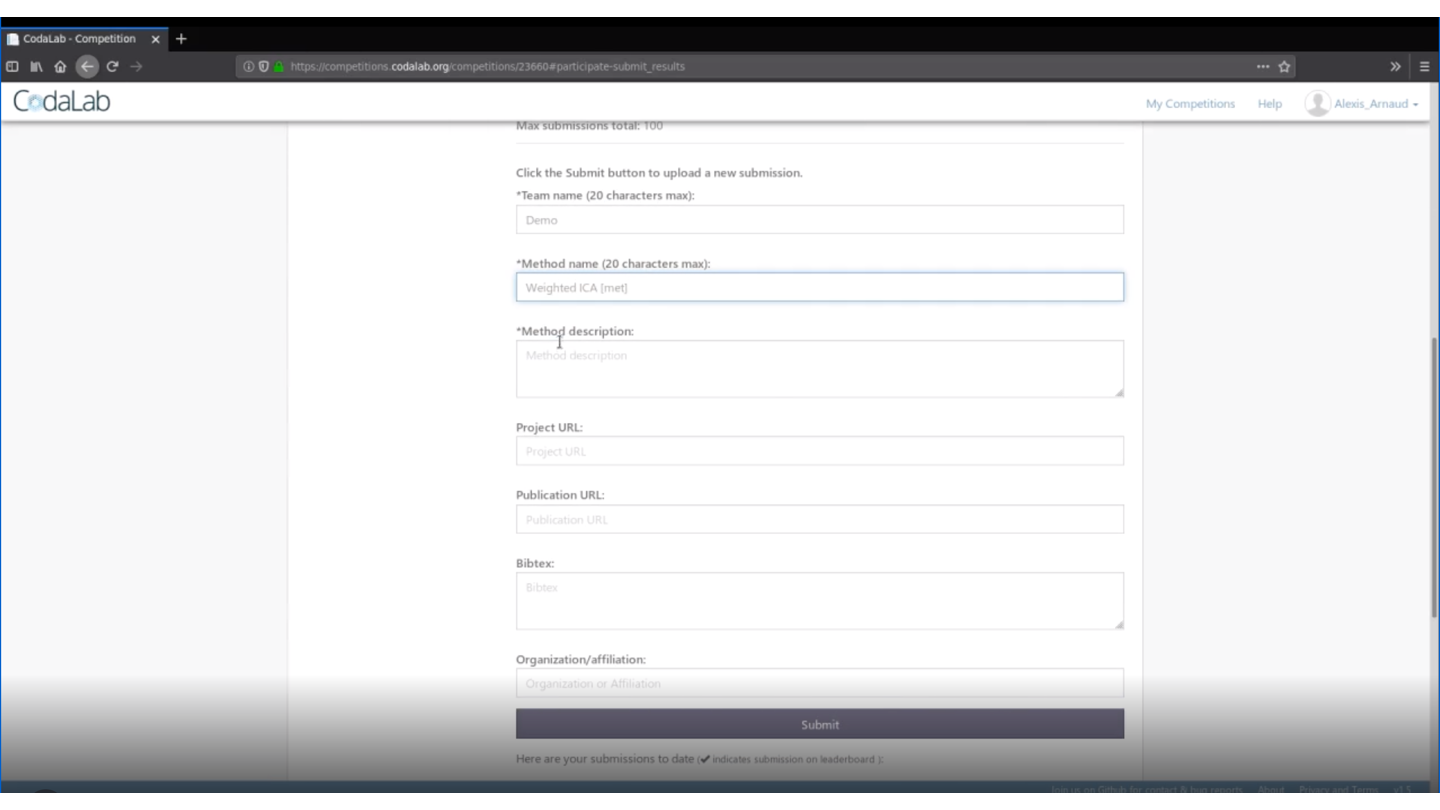 CodaLab - Competition
https://competitions.codalab.org/competitions/23660#participate-submit_results
CodaLab
My Competitions
Help
Alexis_Arnaud
Max submissions total: 100
Click the Submit button to upload a new submission.
*Team name (20 characters max):
Demo
*Method name (20 characters max):
Weighted ICA [met]
*Method description:
Method description
Project URL:
Project URL
Publication URL:
Publication URL
Bibtex:
Bibtex
Organization/affiliation:
Organization or Affiliation
Submit
Here are your submissions to date (✔ indicates submission on leaderboard ):
Join us on Github for contact & bug reports About Privacy and Terms v1.5